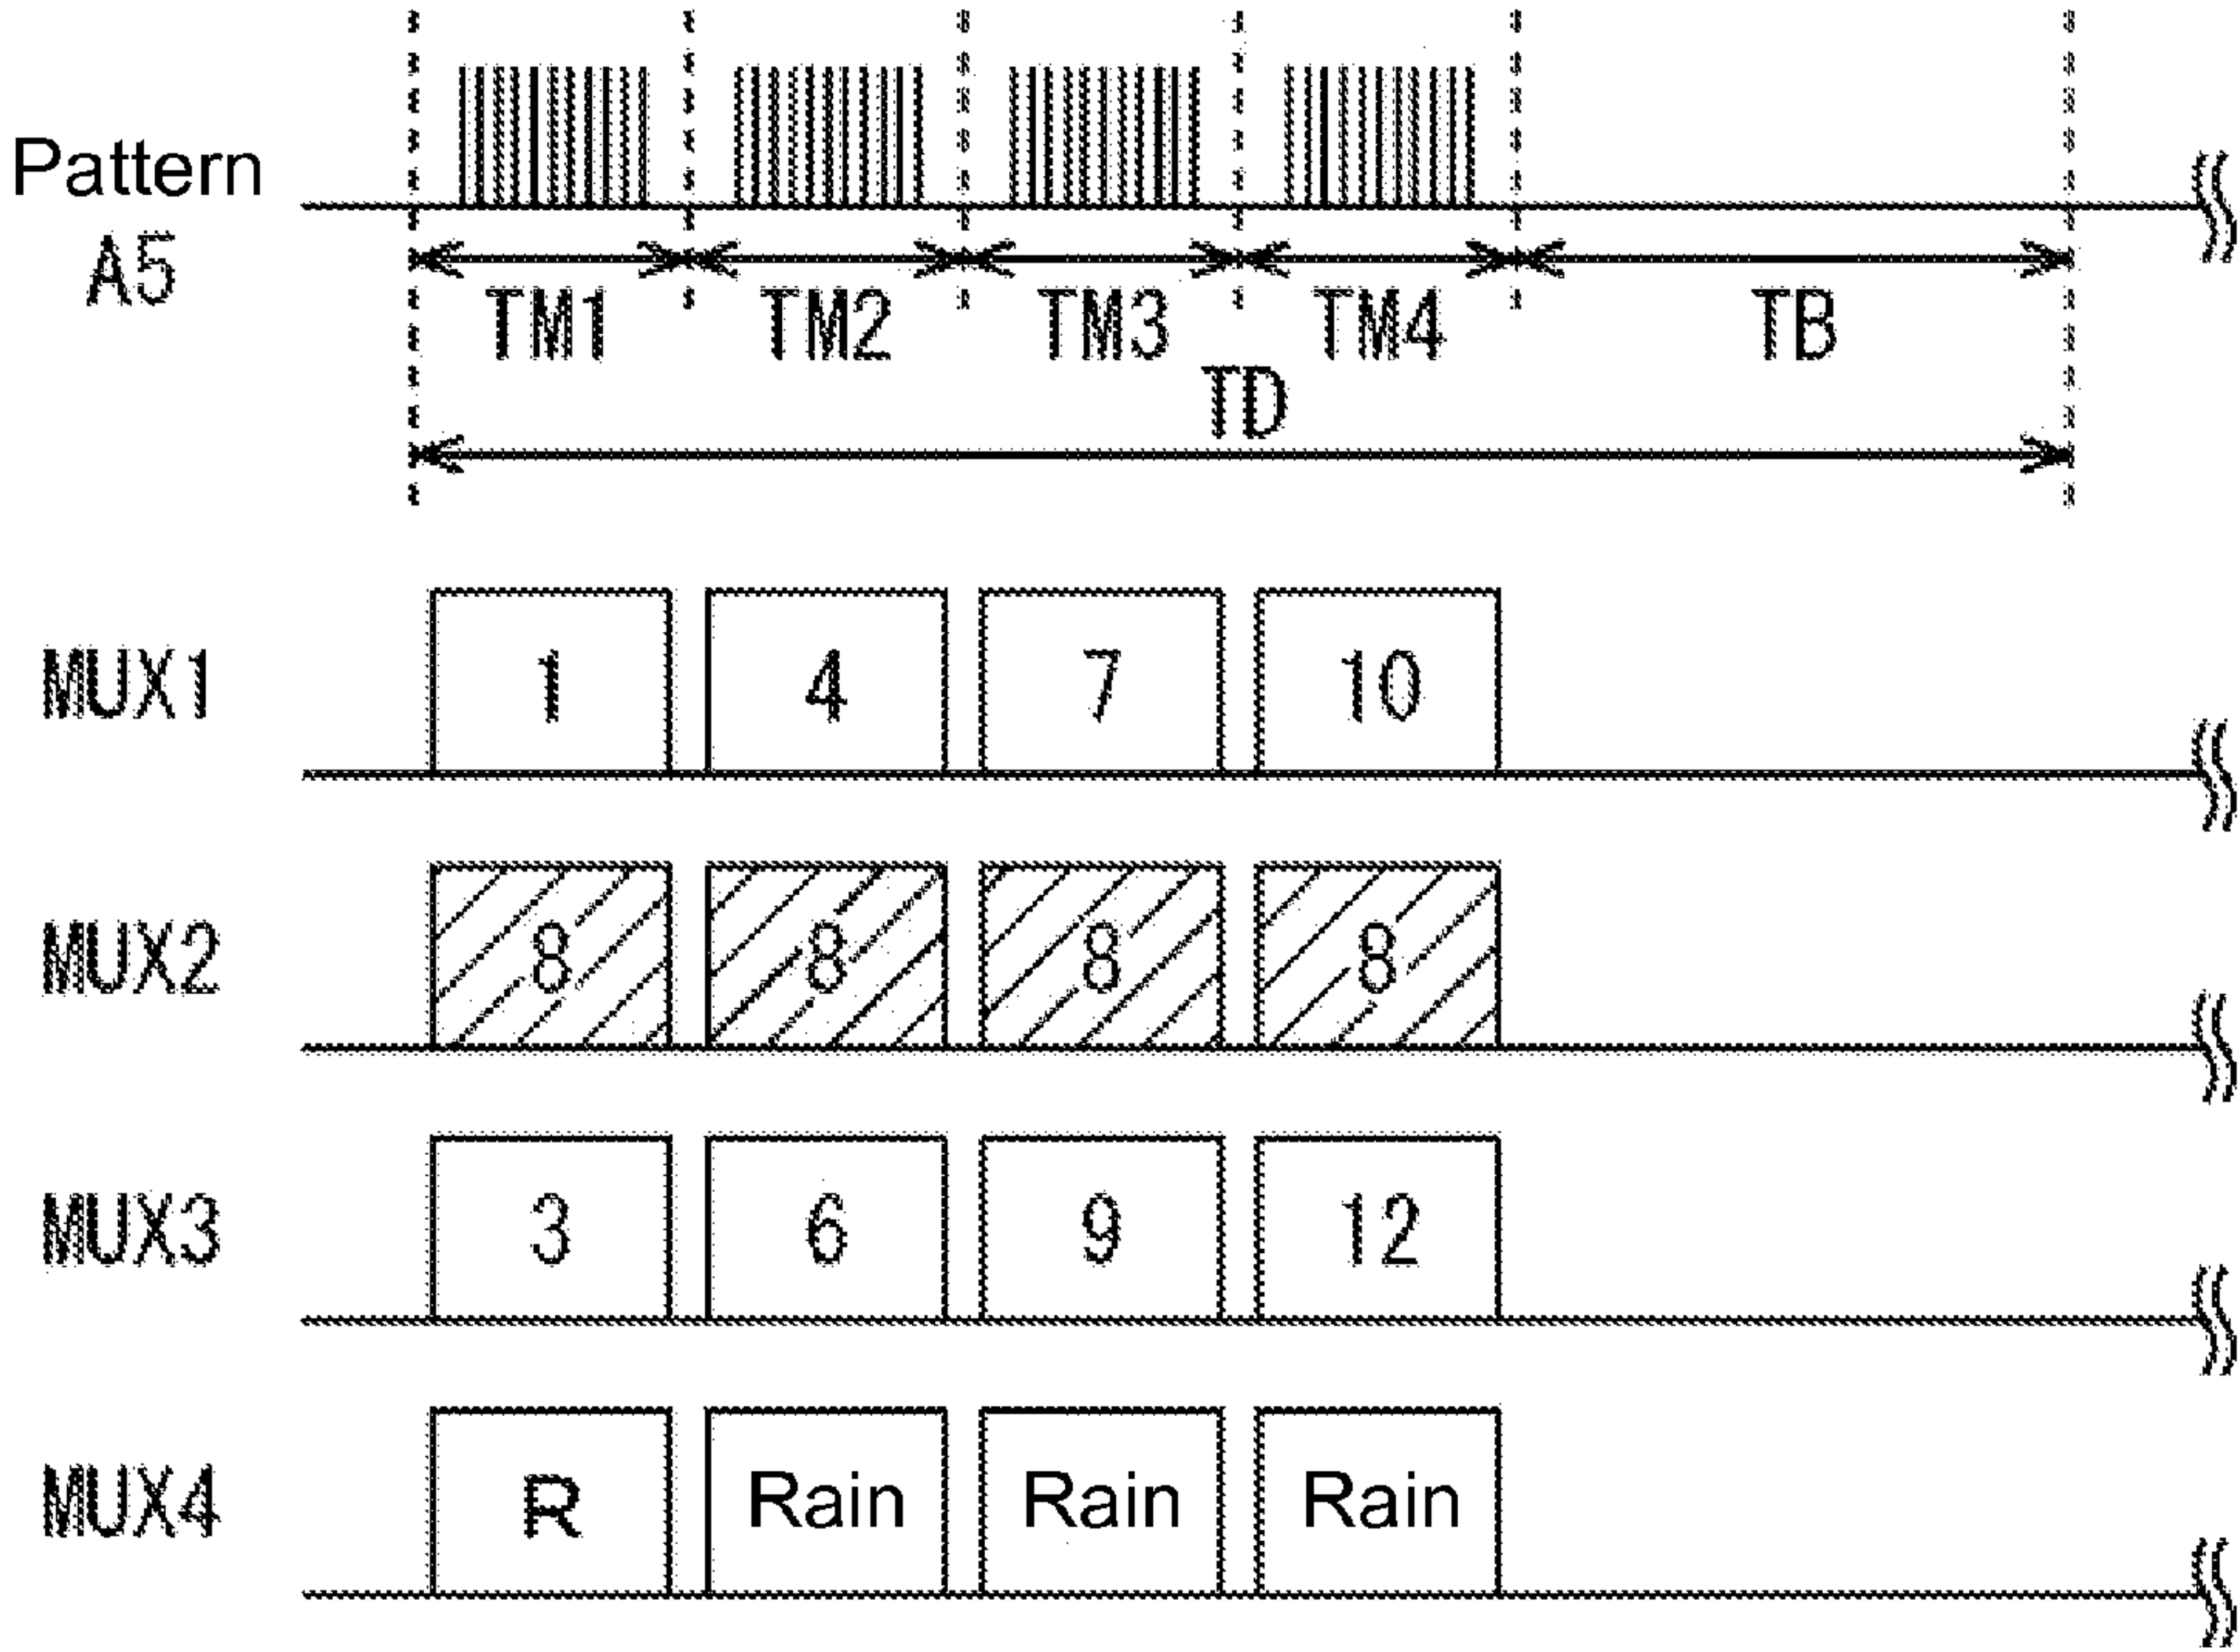 Pattern
A5
TM1 TM2 TM3 TM4 TB
TD
MUX1 1 4 7 10
MUX2 8 8 8 8
MUX3 3 6 9 12
MUX4 R Rain Rain Rain